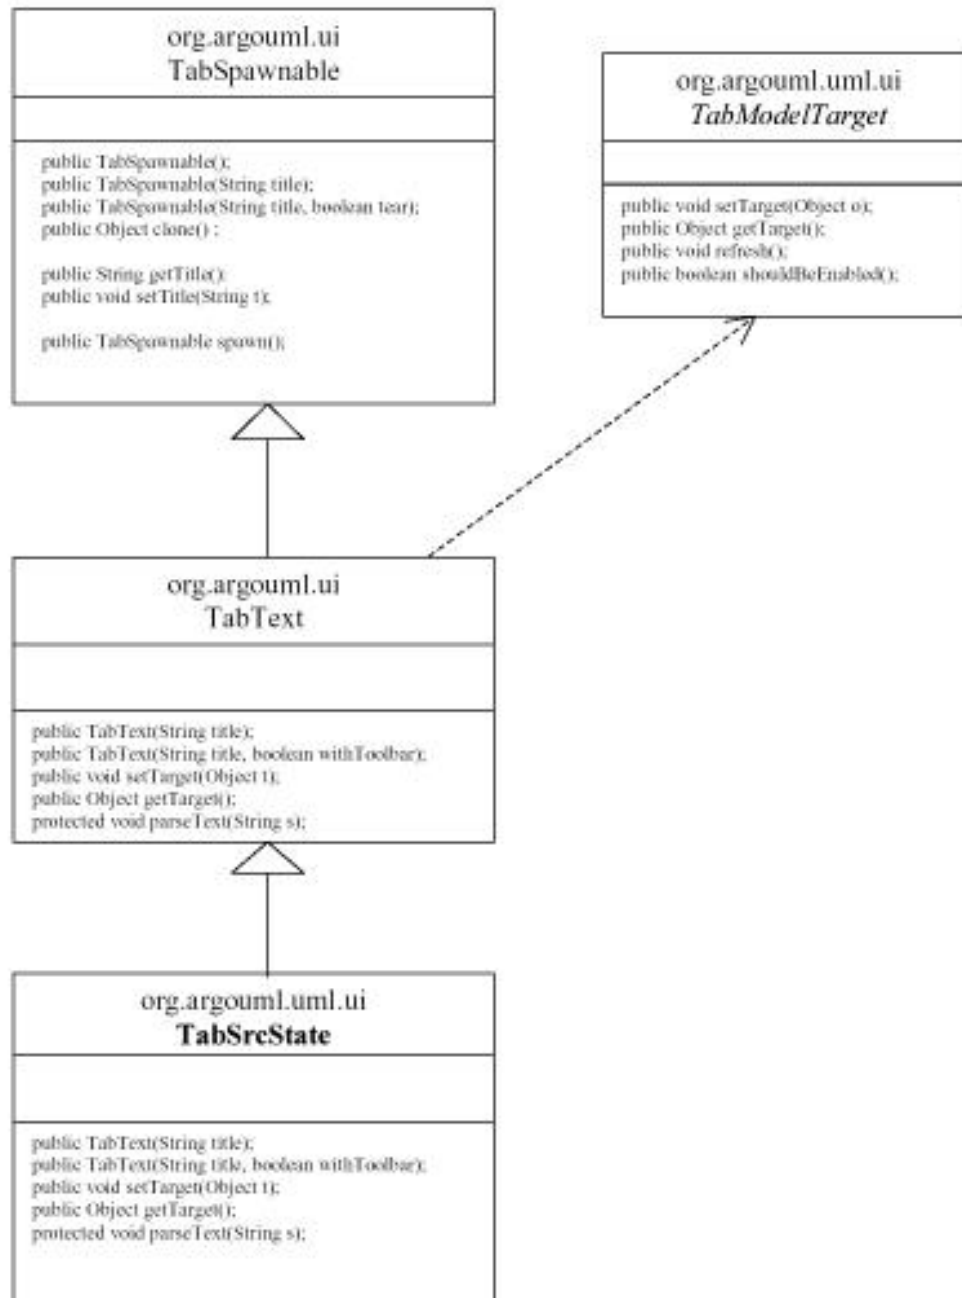 org.argouml.ui
TabSpawnable
public TabSpawnable();
public TabSpawnable(String title);
public TabSpawnable(String title, boolean tear);
public Object clone() ;
public String getTitle();
public void setTitle(String t);
public TabSpawnable spawn();
org.argouml.uml.ui
TabModelTarget
public void setTarget(Object o);
public Object getTarget();
public void refresh();
public boolean shouldBeEnabled();
org.argouml.ui
TabText
public TabText(String title);
public TabText(String title, boolean withToolbar);
public void setTarget(Object t);
public Object getTarget();
protected void parseText(String s);
org.argouml.uml.ui
TabSrcState
public TabText(String title);
public TabText(String title, boolean withToolbar);
public void setTarget(Object t);
public Object getTarget();
protected void parseText(String s);